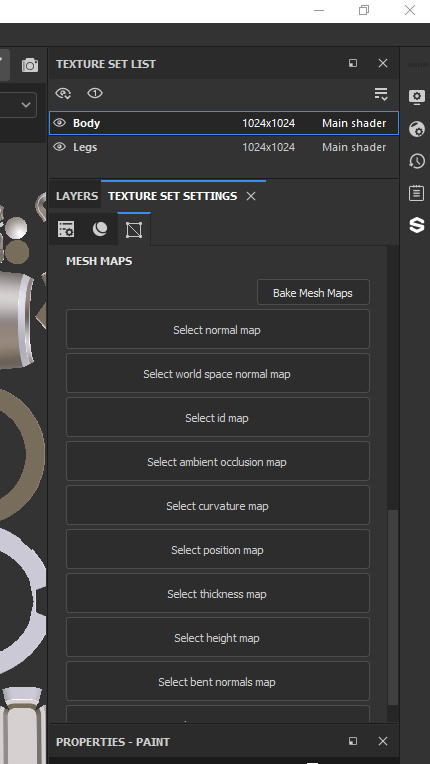 TEXTURE SET LIST
Body 1024x1024 Main shader
Legs 1024x1024 Main shader
LAYERS TEXTURE SET SETTINGS
MESH MAPS
Bake Mesh Maps
Select normal map
Select world space normal map
Select id map
Select ambient occlusion map
Select curvature map
Select position map
Select thickness map
Select height map
Select bent normals map
PROPERTIES - PAINT